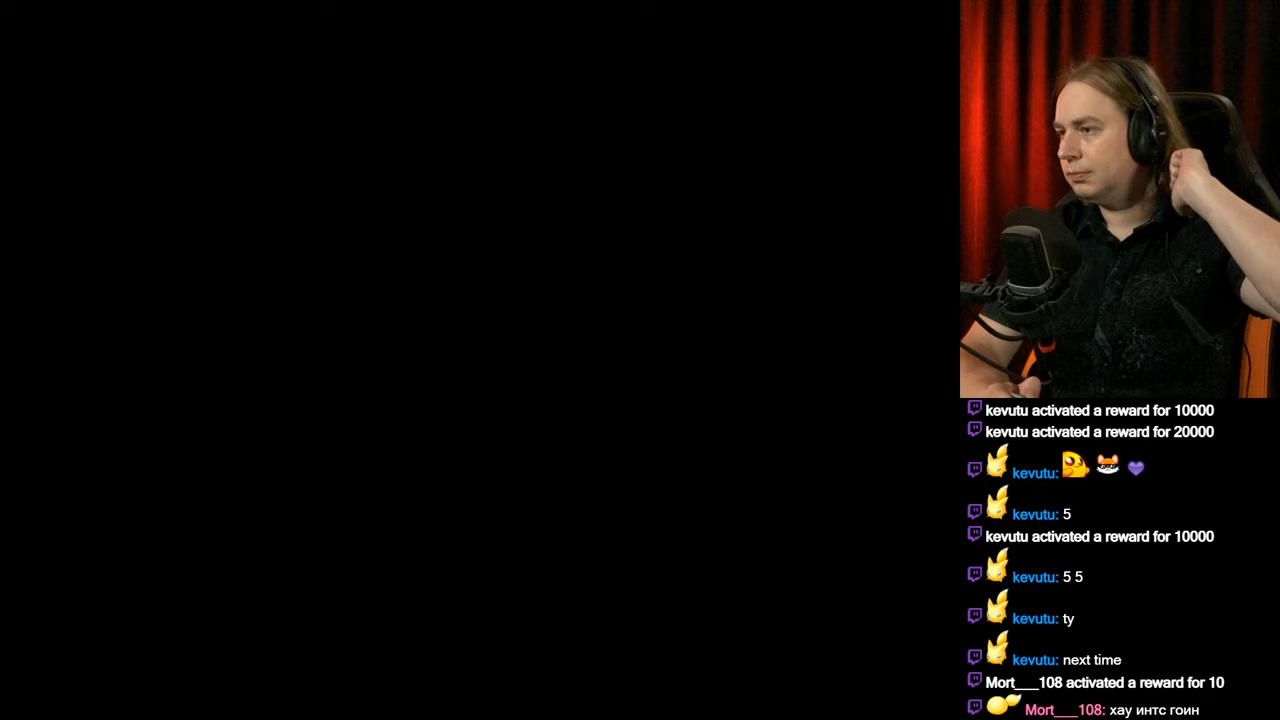 kevutu activated a reward for 10000
kevutu activated a reward for 20000
kevutu:
kevutu: 5
kevutu activated a reward for 10000
kevutu: 5 5
kevutu: ty
kevutu: next time
Mort___108 activated a reward for 10
Mort___108: хау интс гоин